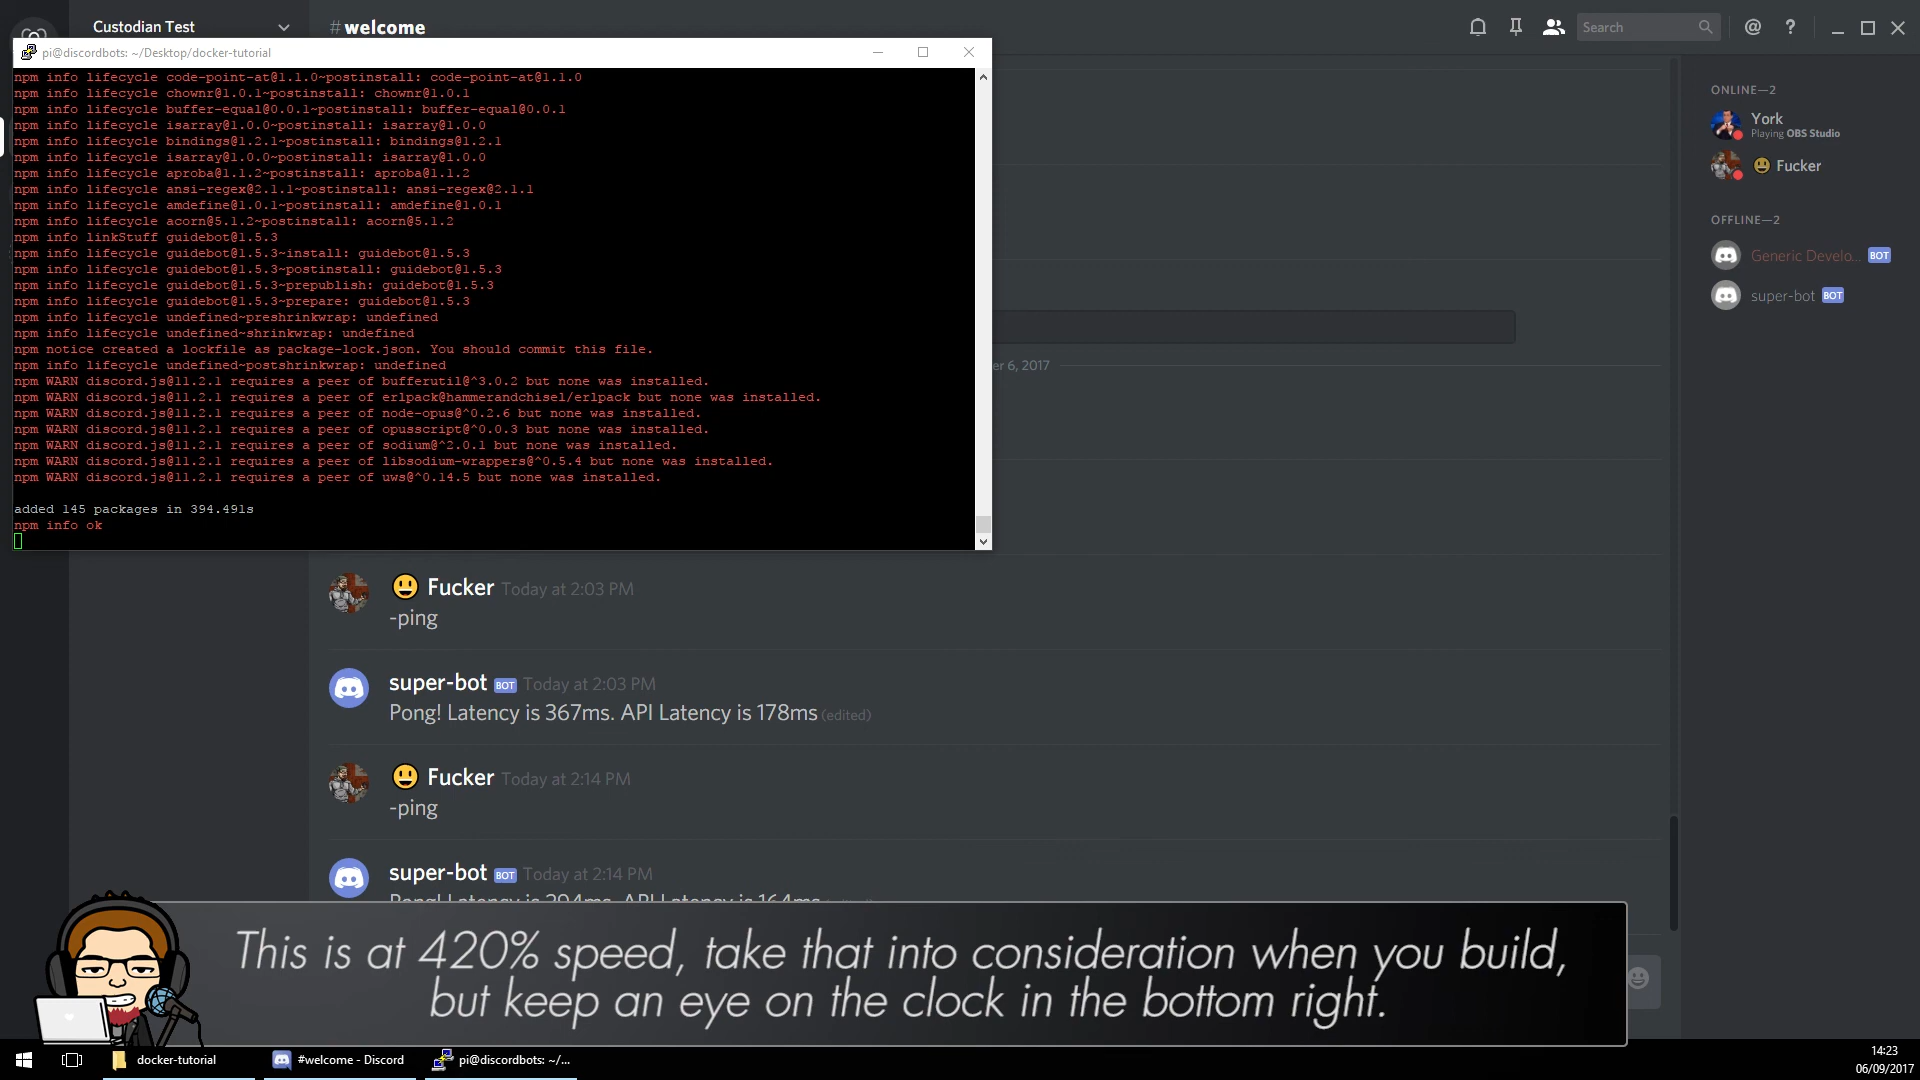 Custodian Test
#welcome
Search
pi@discordbots: ~/Desktop/docker-tutorial
npm info lifecycle code-point-at@1.1.0~postinstall: code-point-at@1.1.0
npm info lifecycle chownr@1.0.1~postinstall: chownr@1.0.1
npm info lifecycle buffer-equal@0.0.1~postinstall: buffer-equal@0.0.1
npm info lifecycle isarray@1.0.0~postinstall: isarray@1.0.0
npm info lifecycle bindings@1.2.1~postinstall: bindings@1.2.1
npm info lifecycle isarray@1.0.0~postinstall: isarray@1.0.0
npm info lifecycle aproba@1.1.2~postinstall: aproba@1.1.2
npm info lifecycle ansi-regex@2.1.1~postinstall: ansi-regex@2.1.1
npm info lifecycle amdefine@1.0.1~postinstall: amdefine@1.0.1
npm info lifecycle acorn@5.1.2~postinstall: acorn@5.1.2
npm info linkStuff guidebot@1.5.3
npm info lifecycle guidebot@1.5.3~install: guidebot@1.5.3
npm info lifecycle guidebot@1.5.3~postinstall: guidebot@1.5.3
npm info lifecycle guidebot@1.5.3~prepublish: guidebot@1.5.3
npm info lifecycle guidebot@1.5.3~prepare: guidebot@1.5.3
npm info lifecycle undefined~preshrinkwrap: undefined
npm info lifecycle undefined~shrinkwrap: undefined
npm notice created a lockfile as package-lock.json. You should commit this file.
npm info lifecycle undefined~postshrinkwrap: undefined
npm WARN discord.js@11.2.1 requires a peer of bufferutil@^3.0.2 but none was installed.
npm WARN discord.js@11.2.1 requires a peer of erlpack@hammerandchisel/erlpack but none was installed.
npm WARN discord.js@11.2.1 requires a peer of node-opus@^0.2.6 but none was installed.
npm WARN discord.js@11.2.1 requires a peer of opusscript@^0.0.3 but none was installed.
npm WARN discord.js@11.2.1 requires a peer of sodium@^2.0.1 but none was installed.
npm WARN discord.js@11.2.1 requires a peer of libsodium-wrappers@^0.5.4 but none was installed.
npm WARN discord.js@11.2.1 requires a peer of uws@^0.14.5 but none was installed.
added 145 packages in 394.491s
npm info ok
er 6, 2017
ONLINE—2
York
Playing OBS Studio
Fucker
OFFLINE—2
Generic Develo... BOT
super-bot BOT
Fucker Today at 2:03 PM
-ping
super-bot BOT Today at 2:03 PM
Pong! Latency is 367ms. API Latency is 178ms (edited)
Fucker Today at 2:14 PM
-ping
super-bot BOT Today at 2:14 PM
Pong! Latency is 394ms. API Latency is 164ms
This is at 420% speed, take that into consideration when you build,
but keep an eye on the clock in the bottom right.
docker-tutorial
#welcome - Discord
pi@discordbots: ~/...
14:23
06/09/2017